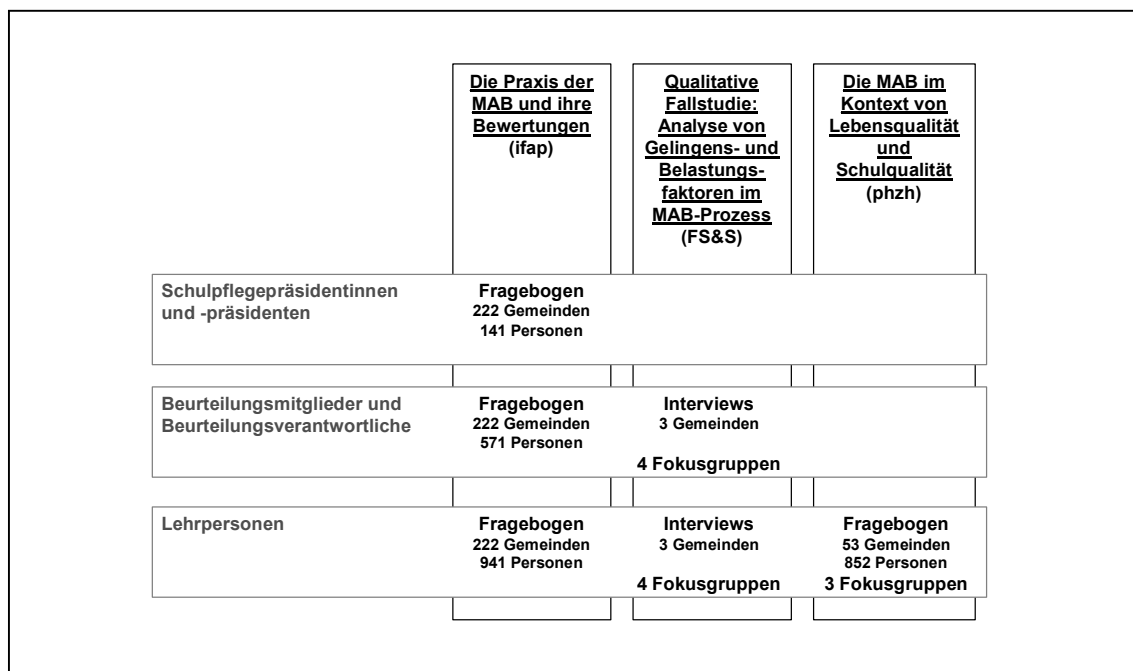 Die Praxis der
MAB und ihre
Bewertungen
(ifap)
Qualitative
Fallstudie:
Analyse von
Gelingens- und
Belastungs-
faktoren im
MAB-Prozess
(FS&S)
Die MAB im
Kontext von
Lebensqualität
und
Schulqualität
(phzh)
Schulpflegepräsidentinnen
und -präsidenten
Fragebogen
222 Gemeinden
141 Personen
Beurteilungsmitglieder und
Beurteilungsverantwortliche
Fragebogen
222 Gemeinden
571 Personen
Interviews
3 Gemeinden
4 Fokusgruppen
Lehrpersonen
Fragebogen
222 Gemeinden
941 Personen
Interviews
3 Gemeinden
4 Fokusgruppen
Fragebogen
53 Gemeinden
852 Personen
3 Fokusgruppen